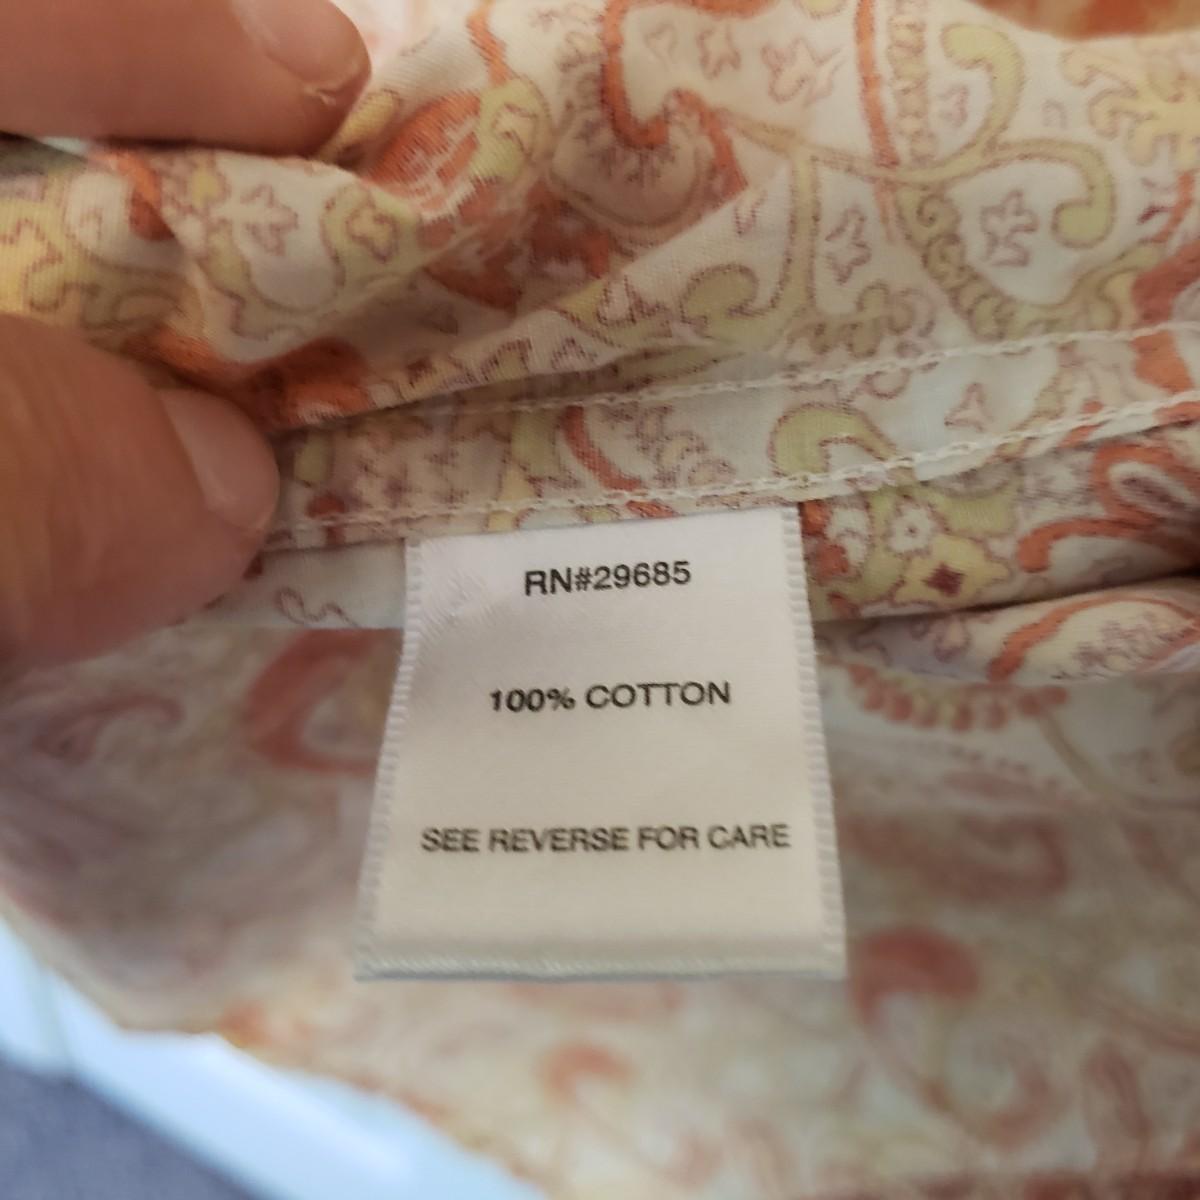 RN#29685
100% COTTON
SEE REVERSE FOR CARE